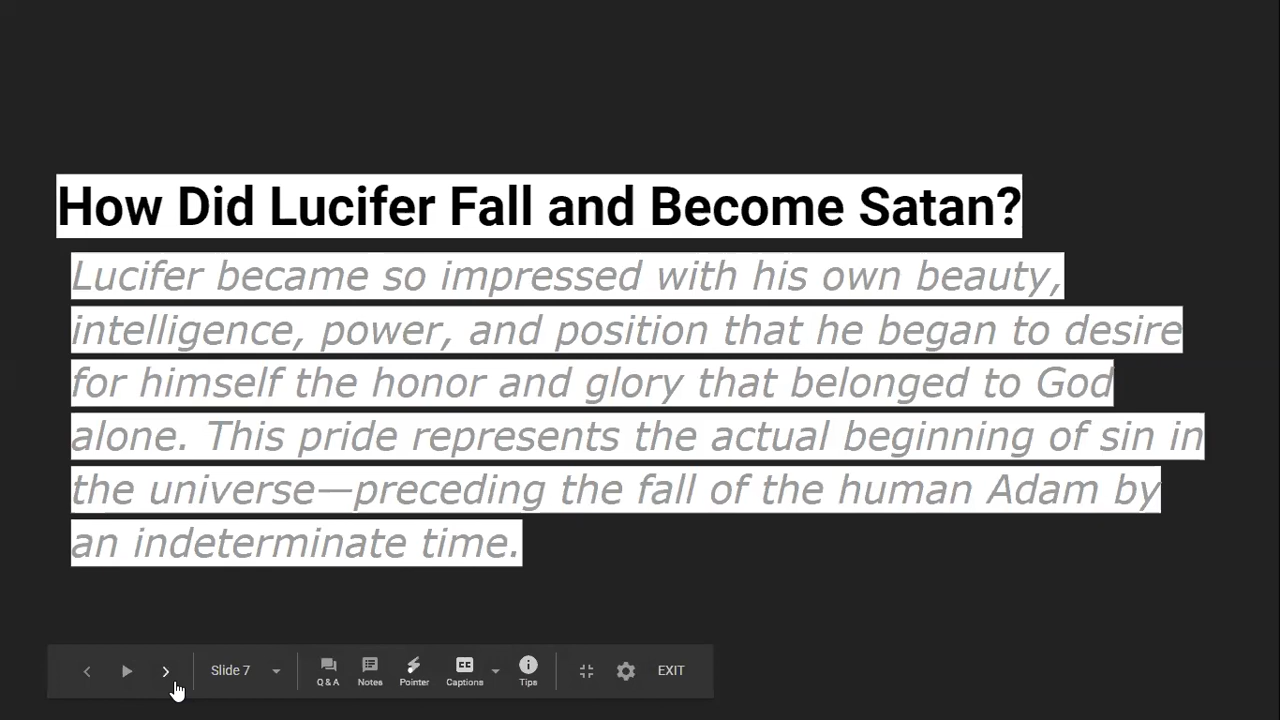 How Did Lucifer Fall and Become Satan?
Lucifer became so impressed with his own beauty,
intelligence, power, and position that he began to desire
for himself the honor and glory that belonged to God
alone. This pride represents the actual beginning of sin in
the universe—preceding the fall of the human Adam by
an indeterminate time.
Slide 7 Q & A Notes Pointer CC Captions Tips EXIT